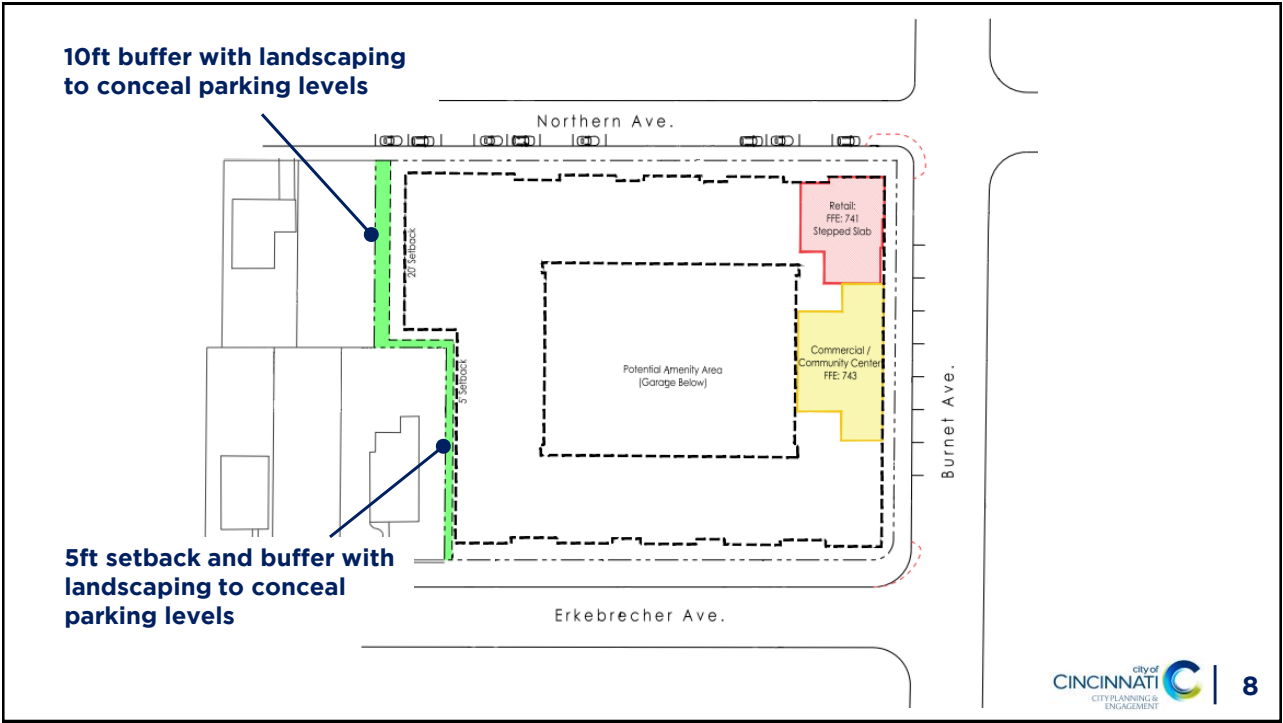 10ft buffer with landscaping
to conceal parking levels
Northern Ave.
Retail:
FFE: 741
Stepped Slab
20' Setback
Commercial /
Community Center
FFE: 743
Potential Amenity Area
(Garage Below)
5' Setback
Burnet Ave.
5ft setback and buffer with
landscaping to conceal
parking levels
Erkebrecher Ave.
city of
CINCINNATI
CITY PLANNING &
ENGAGEMENT
8